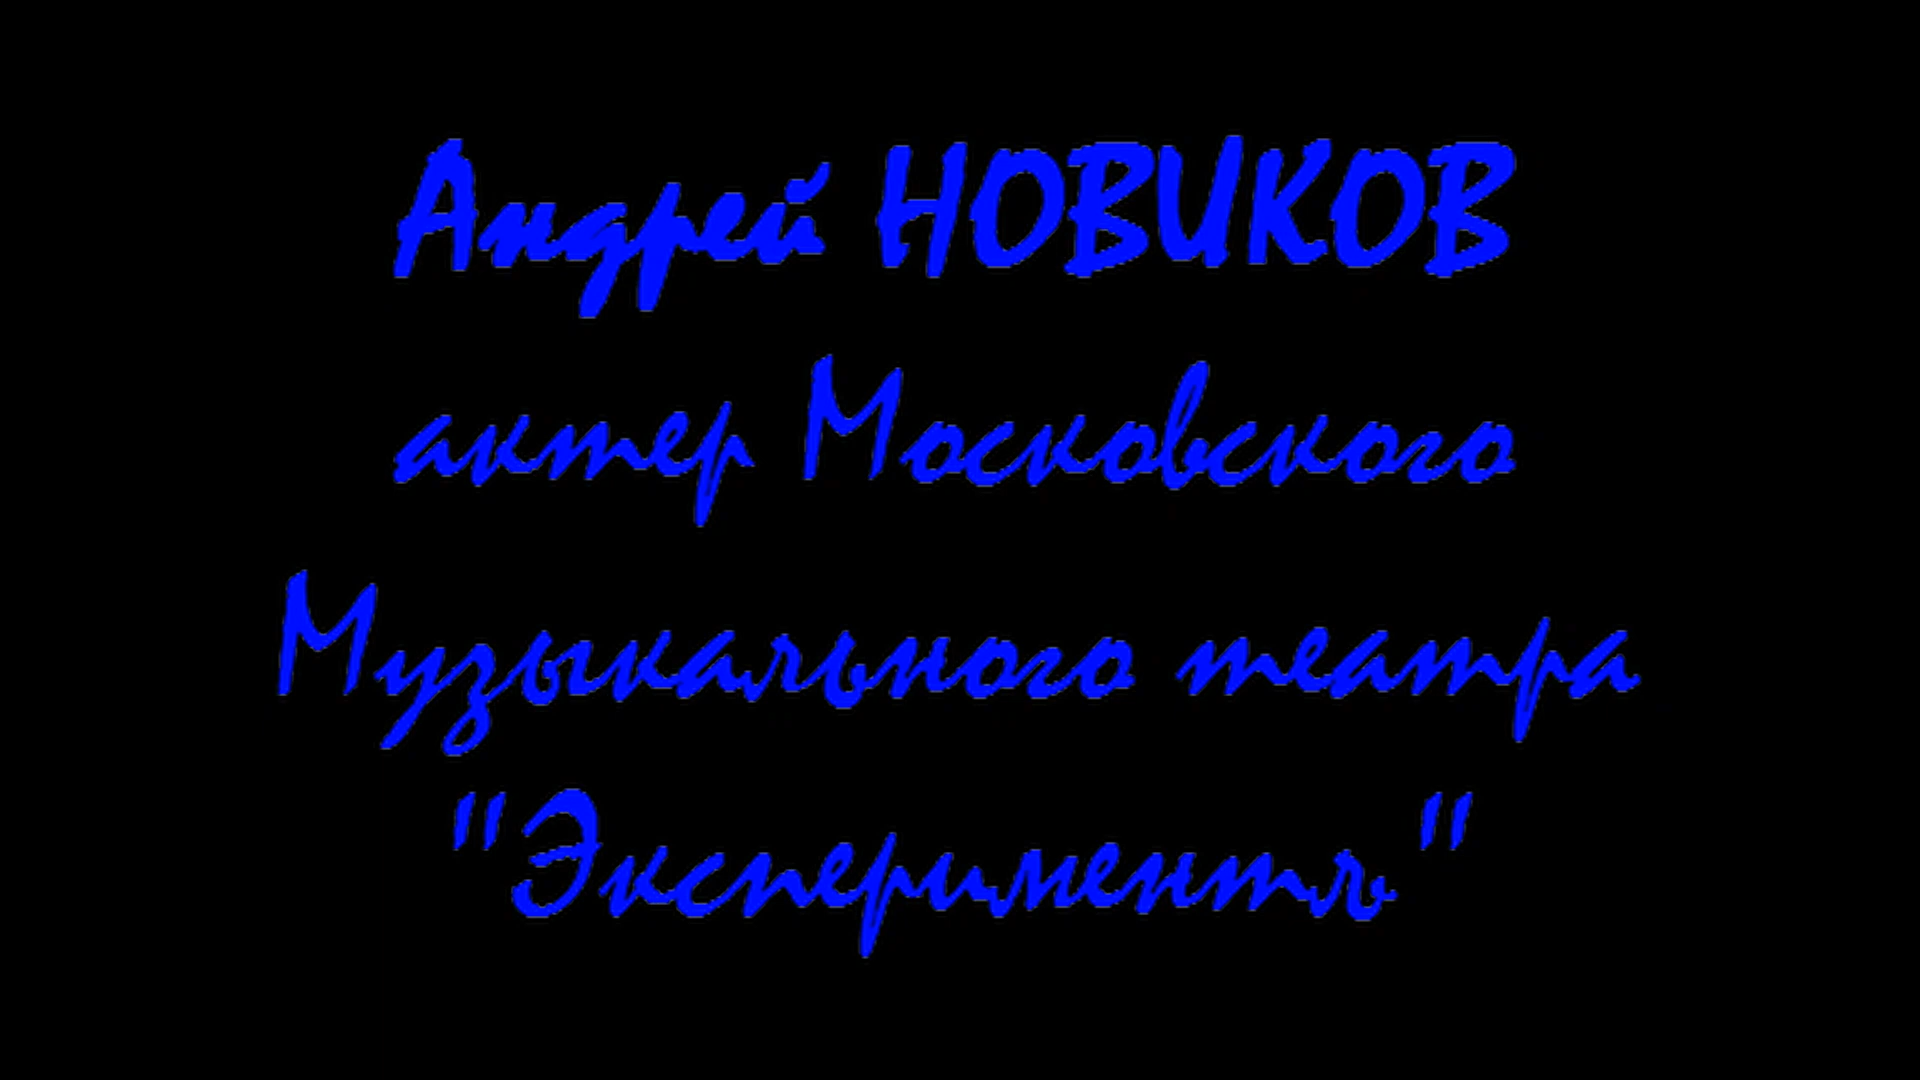 Андрей НОВИКОВ
актер Московского
Музыкального театра
"Экспериментъ"